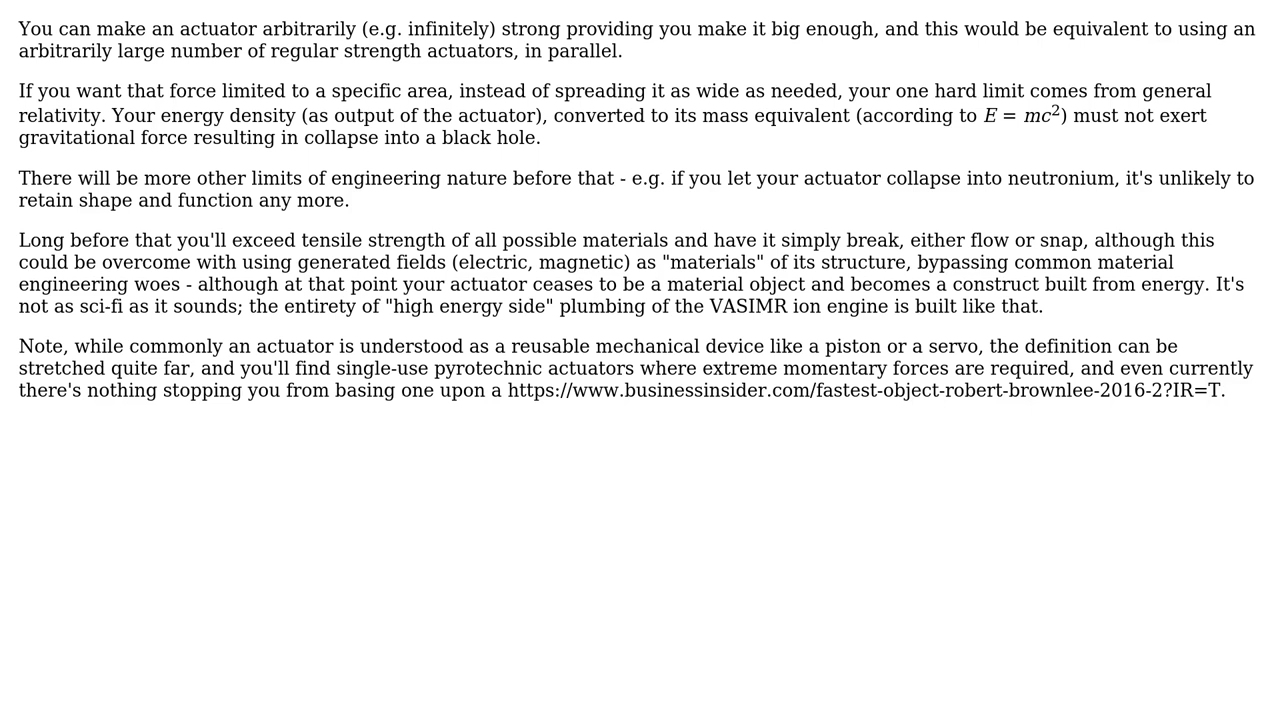 You can make an actuator arbitrarily (e.g. infinitely) strong providing you make it big enough, and this would be equivalent to using an
arbitrarily large number of regular strength actuators, in parallel.
If you want that force limited to a specific area, instead of spreading it as wide as needed, your one hard limit comes from general
relativity. Your energy density (as output of the actuator), converted to its mass equivalent (according to E = mc²) must not exert
gravitational force resulting in collapse into a black hole.
There will be more other limits of engineering nature before that - e.g. if you let your actuator collapse into neutronium, it's unlikely to
retain shape and function any more.
Long before that you'll exceed tensile strength of all possible materials and have it simply break, either flow or snap, although this
could be overcome with using generated fields (electric, magnetic) as "materials" of its structure, bypassing common material
engineering woes - although at that point your actuator ceases to be a material object and becomes a construct built from energy. It's
not as sci-fi as it sounds; the entirety of "high energy side" plumbing of the VASIMR ion engine is built like that.
Note, while commonly an actuator is understood as a reusable mechanical device like a piston or a servo, the definition can be
stretched quite far, and you'll find single-use pyrotechnic actuators where extreme momentary forces are required, and even currently
there's nothing stopping you from basing one upon a https://www.businessinsider.com/fastest-object-robert-brownlee-2016-2?IR=T.